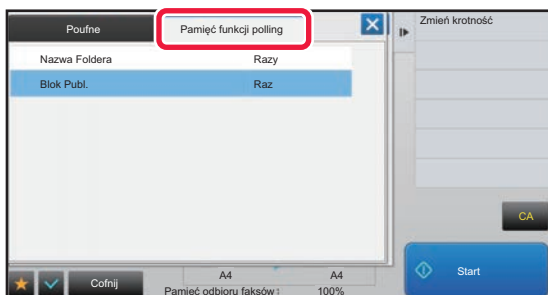 Poufne
Pamięć funkcji polling
Zmień krotność
Nazwa Foldera Razy
Blok Publ. Raz
CA
A4 A4
Cofnij
Start
Pamięć odbioru faksów: 100%